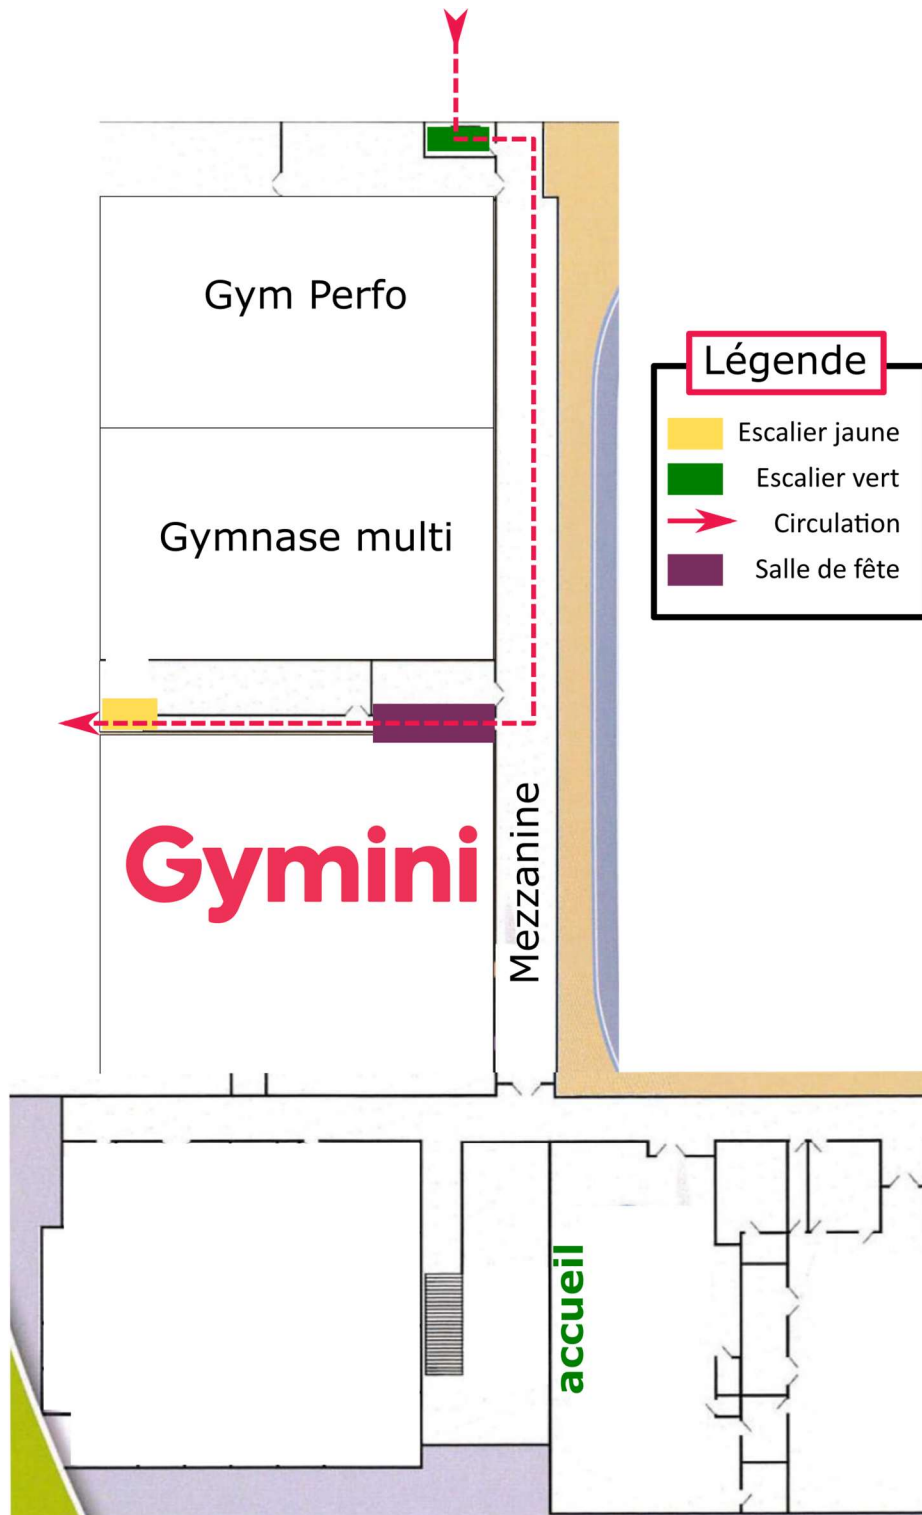 Gym Perfo
Légende
Escalier jaune
Escalier vert
Circulation
Salle de fête
Gymnase multi
Gymini
Mezzanine
accueil